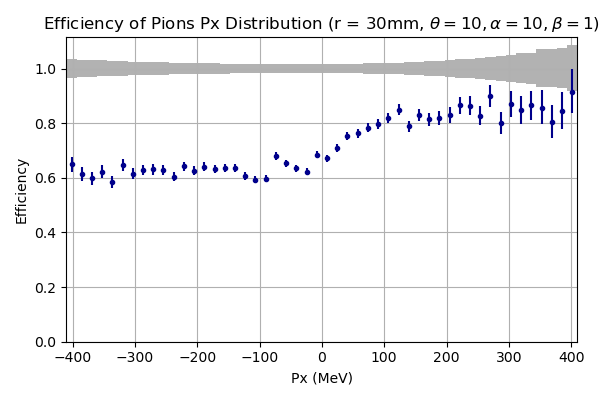 Efficiency of Pions Px Distribution (r = 30mm, θ = 10, α = 10, β = 1)
1.0
0.8
0.6
0.4
0.2
0.0
Efficiency
−400 −300 −200 −100 0 100 200 300 400
Px (MeV)